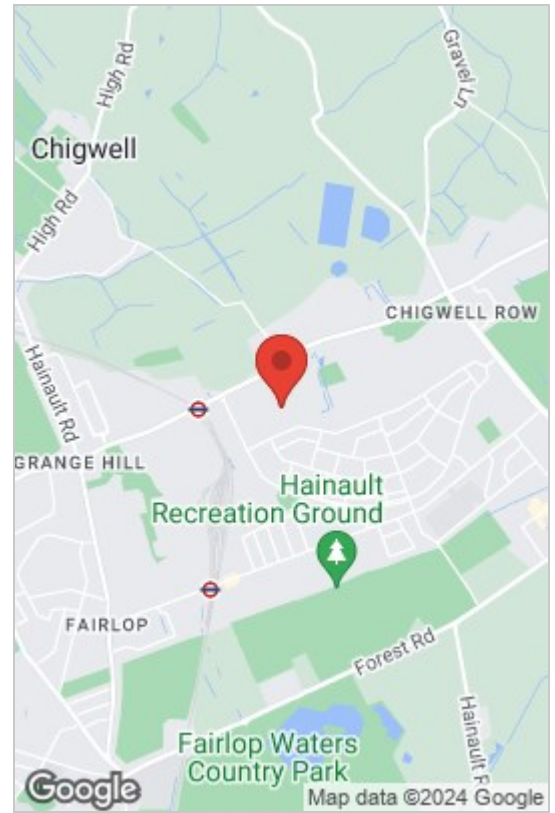 High Rd
Gravel Ln
Chigwell
High Rd
CHIGWELL ROW
Hainault Rd
GRANGE HILL
Hainault
Recreation Ground
FAIRLOP
Forest Rd
Hainault R
Fairlop Waters
Country Park
Google
Map data ©2024 Google